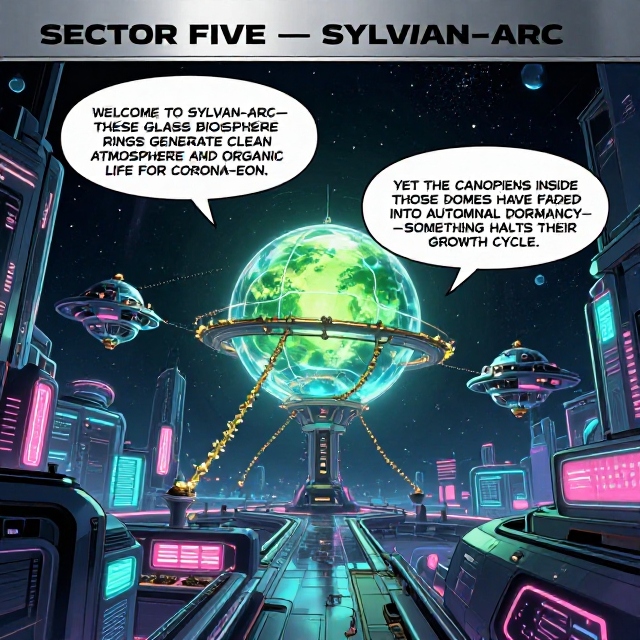 SECTOR FIVE — SYLVIAN–ARC
WELCOME TO SYLVAN-ARC—
THESE GLASS BIOSPHERE
RINGS GENERATE CLEAN
ATMOSPHERE AND ORGANIC
LIFE FOR CORONA-EON.
YET THE CANOPIENS INSIDE
THOSE DOMES HAVE FADED
INTO AUTOMNAL DORMANCY—
—SOMETHING HALTS THEIR
GROWTH CYCLE.